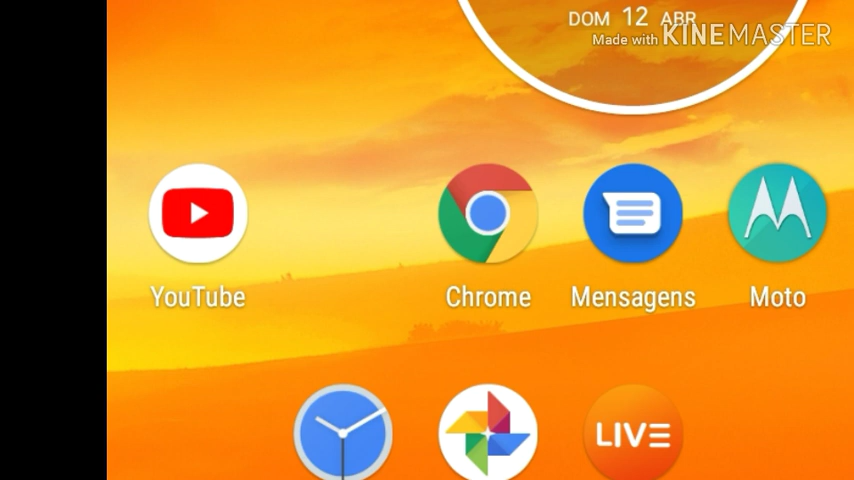 DOM 12 ABR
Made with KINEMASTER
YouTube
Chrome
Mensagens
Moto
LIVE